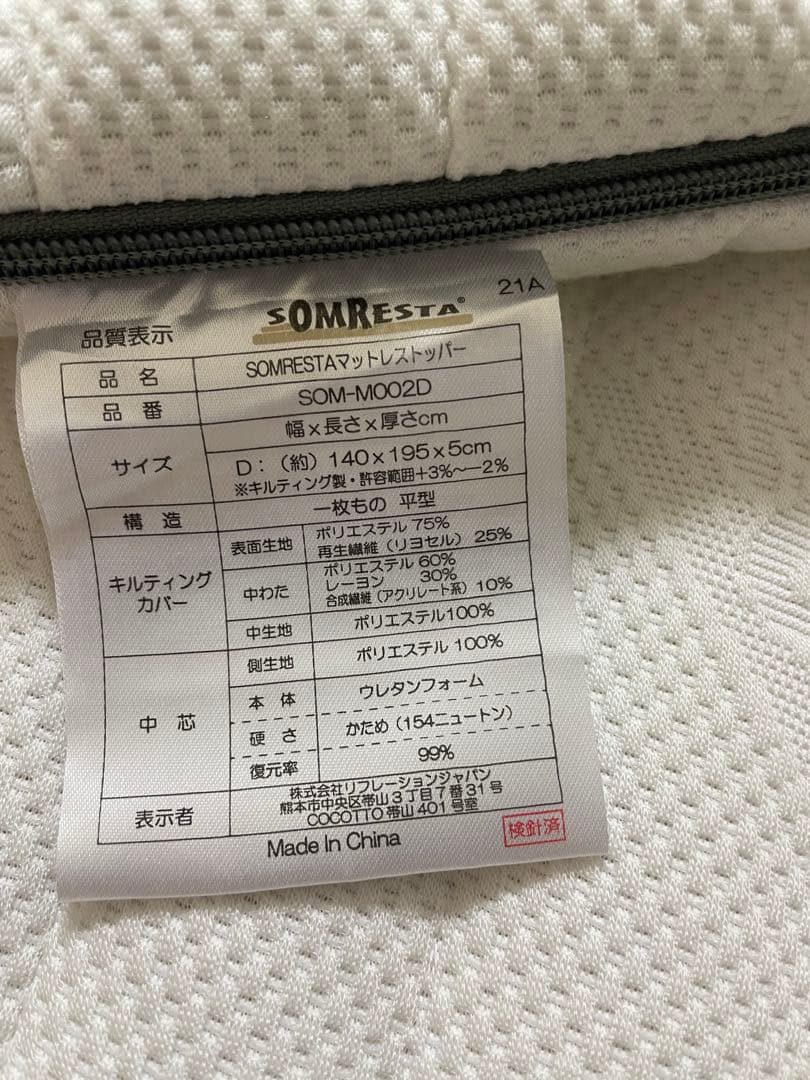 21A
品質表示 SOMRESTA®
品 名 SOMRESTAマットレストッパー
品 番 SOM-M002D
サイズ 幅×長さ×厚さcm
D：（約）140×195×5cm
※キルティング製・許容範囲+3%〜−2%
構 造 一枚もの 平型
キルティングカバー 表面生地 ポリエステル 75%
再生繊維（リヨセル） 25%
中わた ポリエステル 60%
レーヨン 30%
合成繊維（アクリレート系） 10%
中生地 ポリエステル100%
中 芯 側生地 ポリエステル 100%
本 体 ウレタンフォーム
硬 さ かため（154ニュートン）
復元率 99%
表示者 株式会社リフレーションジャパン
熊本市中央区帯山3丁目7番31号
COCOTTO帯山401号室
Made In China
検針済